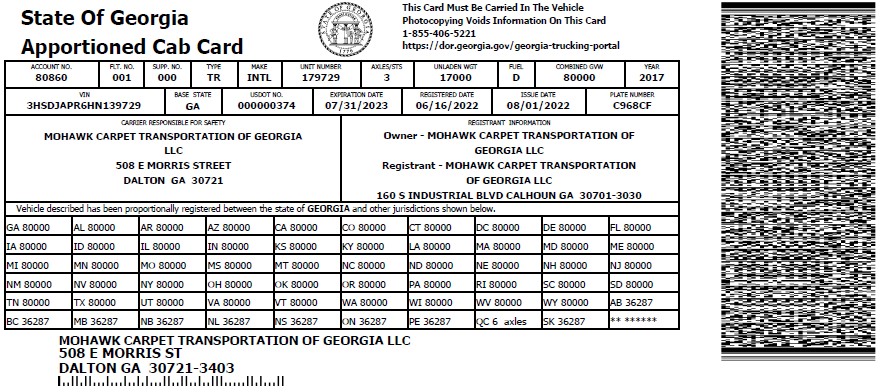 State Of Georgia
Apportioned Cab Card
This Card Must Be Carried In The Vehicle
Photocopying Voids Information On This Card
1-855-406-5221
https://dor.georgia.gov/georgia-trucking-portal
1776
ACCOUNT NO. FLT. NO. SUPP. NO. TYPE MAKE UNIT NUMBER AXLES/STS UNLADEN WGT FUEL COMBINED GVW YEAR
80860 001 000 TR INTL 179729 3 17000 D 80000 2017
VIN BASE STATE USDOT NO. EXPIRATION DATE REGISTERED DATE ISSUE DATE PLATE NUMBER
3HSDJAPR6HN139729 GA 000000374 07/31/2023 06/16/2022 08/01/2022 C968CF
CARRIER RESPONSIBLE FOR SAFETY
MOHAWK CARPET TRANSPORTATION OF GEORGIA
LLC
508 E MORRIS STREET
DALTON GA 30721
REGISTRANT INFORMATION
Owner - MOHAWK CARPET TRANSPORTATION OF
GEORGIA LLC
Registrant - MOHAWK CARPET TRANSPORTATION
OF GEORGIA LLC
160 S INDUSTRIAL BLVD CALHOUN GA 30701-3030
Vehicle described has been proportionally registered between the state of GEORGIA and other jurisdictions shown below.
GA 80000 AL 80000 AR 80000 AZ 80000 CA 80000 CO 80000 CT 80000 DC 80000 DE 80000 FL 80000
IA 80000 ID 80000 IL 80000 IN 80000 KS 80000 KY 80000 LA 80000 MA 80000 MD 80000 ME 80000
MI 80000 MN 80000 MO 80000 MS 80000 MT 80000 NC 80000 ND 80000 NE 80000 NH 80000 NJ 80000
NM 80000 NV 80000 NY 80000 OH 80000 OK 80000 OR 80000 PA 80000 RI 80000 SC 80000 SD 80000
TN 80000 TX 80000 UT 80000 VA 80000 VT 80000 WA 80000 WI 80000 WV 80000 WY 80000 AB 36287
BC 36287 MB 36287 NB 36287 NL 36287 NS 36287 ON 36287 PE 36287 QC 6 axles SK 36287 ** ******
MOHAWK CARPET TRANSPORTATION OF GEORGIA LLC
508 E MORRIS ST
DALTON GA 30721-3403